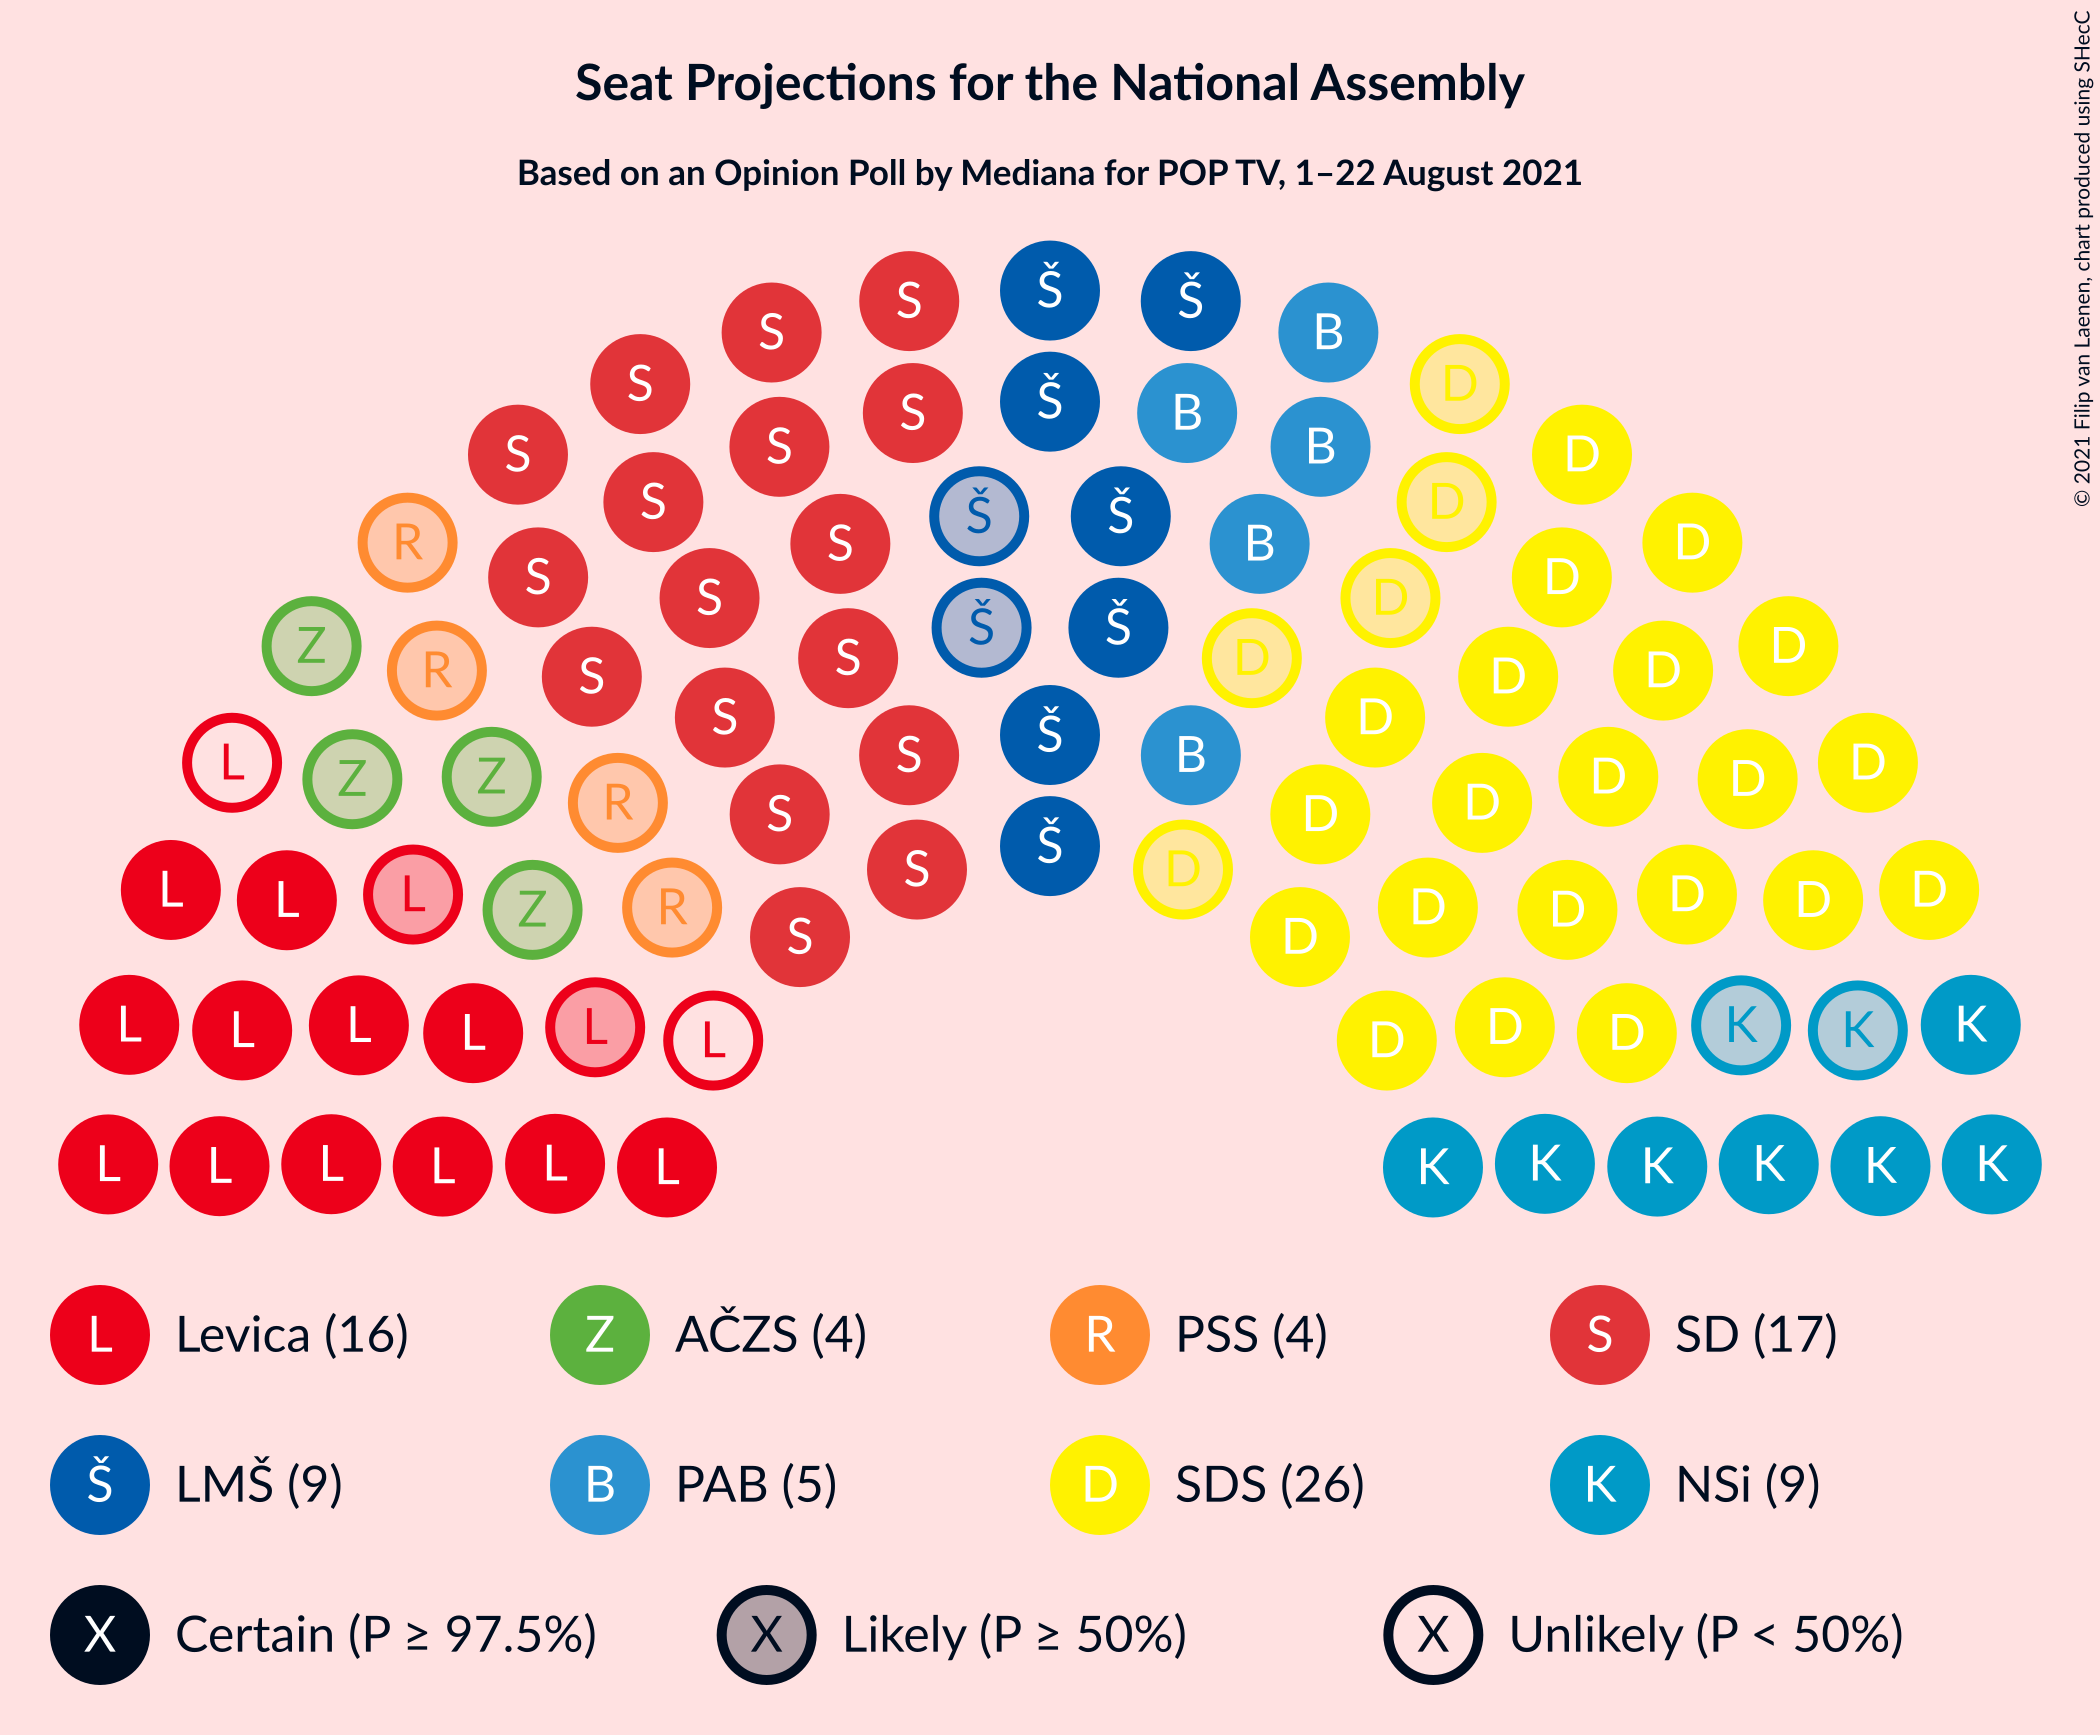 Seat Projections for the National Assembly
Based on an Opinion Poll by Mediana for POP TV, 1–22 August 2021
© 2021 Filip van Laenen, chart produced using SHecC
Š
S Š
S B
S D
Š
S B
S B
S D
S D
Š Š
R S B D
S D
S D
Š Š
Z D
S D
R D
S D
S D
Š
S B
L D
Z Z D D
R D
S D
Š
S D
L L L D D D
Z R D D
S D
L L L L L L D D D K K K
L L L L L L K K K K K K
L Levica (16) Z AČZS (4) R PSS (4) S SD (17)
Š LMŠ (9) B PAB (5) D SDS (26) K NSi (9)
X Certain (P ≥ 97.5%) X Likely (P ≥ 50%) X Unlikely (P < 50%)